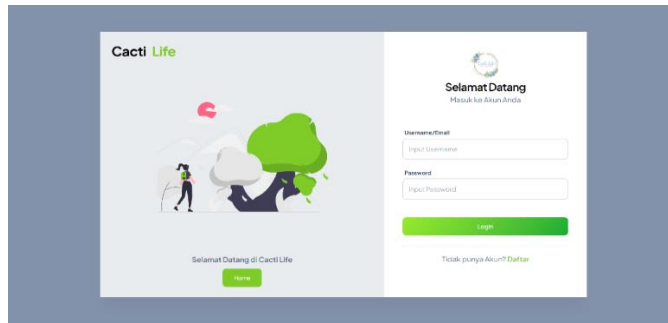 Cacti Life
Selamat Datang di Cacti Life
Home
Selamat Datang
Masuk ke Akun Anda
Username/Email
Input Username
Password
Input Password
Login
Tidak punya Akun? Daftar